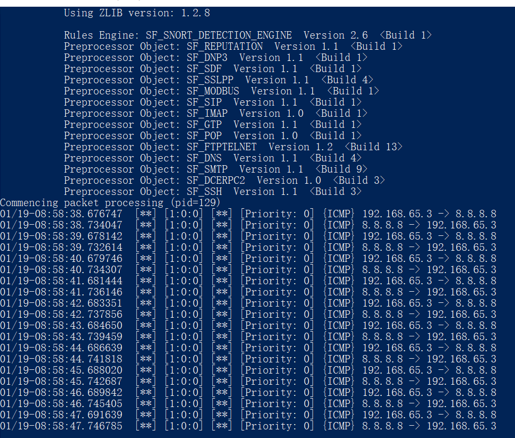 Using ZLIB version: 1.2.8
Rules Engine: SF_SNORT_DETECTION_ENGINE  Version 2.6  <Build 1>
Preprocessor Object: SF_REPUTATION  Version 1.1  <Build 1>
Preprocessor Object: SF_DNP3  Version 1.1  <Build 1>
Preprocessor Object: SF_SDF  Version 1.1  <Build 1>
Preprocessor Object: SF_SSLPP  Version 1.1  <Build 4>
Preprocessor Object: SF_MODBUS  Version 1.1  <Build 1>
Preprocessor Object: SF_SIP  Version 1.1  <Build 1>
Preprocessor Object: SF_IMAP  Version 1.0  <Build 1>
Preprocessor Object: SF_GTP  Version 1.1  <Build 1>
Preprocessor Object: SF_POP  Version 1.0  <Build 1>
Preprocessor Object: SF_FTPTELNET  Version 1.2  <Build 13>
Preprocessor Object: SF_DNS  Version 1.1  <Build 4>
Preprocessor Object: SF_SMTP  Version 1.1  <Build 9>
Preprocessor Object: SF_DCERPC2  Version 1.0  <Build 3>
Preprocessor Object: SF_SSH  Version 1.1  <Build 3>
Commencing packet processing (pid=129)
01/19-08:58:38.676747  [**] [1:0:0] [**] [Priority: 0] {ICMP} 192.168.65.3 -> 8.8.8.8
01/19-08:58:38.734047  [**] [1:0:0] [**] [Priority: 0] {ICMP} 8.8.8.8 -> 192.168.65.3
01/19-08:58:39.678142  [**] [1:0:0] [**] [Priority: 0] {ICMP} 192.168.65.3 -> 8.8.8.8
01/19-08:58:39.732614  [**] [1:0:0] [**] [Priority: 0] {ICMP} 8.8.8.8 -> 192.168.65.3
01/19-08:58:40.679746  [**] [1:0:0] [**] [Priority: 0] {ICMP} 192.168.65.3 -> 8.8.8.8
01/19-08:58:40.734307  [**] [1:0:0] [**] [Priority: 0] {ICMP} 8.8.8.8 -> 192.168.65.3
01/19-08:58:41.681444  [**] [1:0:0] [**] [Priority: 0] {ICMP} 192.168.65.3 -> 8.8.8.8
01/19-08:58:41.736146  [**] [1:0:0] [**] [Priority: 0] {ICMP} 8.8.8.8 -> 192.168.65.3
01/19-08:58:42.683351  [**] [1:0:0] [**] [Priority: 0] {ICMP} 192.168.65.3 -> 8.8.8.8
01/19-08:58:42.737856  [**] [1:0:0] [**] [Priority: 0] {ICMP} 8.8.8.8 -> 192.168.65.3
01/19-08:58:43.684650  [**] [1:0:0] [**] [Priority: 0] {ICMP} 192.168.65.3 -> 8.8.8.8
01/19-08:58:43.739459  [**] [1:0:0] [**] [Priority: 0] {ICMP} 8.8.8.8 -> 192.168.65.3
01/19-08:58:44.686639  [**] [1:0:0] [**] [Priority: 0] {ICMP} 192.168.65.3 -> 8.8.8.8
01/19-08:58:44.741818  [**] [1:0:0] [**] [Priority: 0] {ICMP} 8.8.8.8 -> 192.168.65.3
01/19-08:58:45.688020  [**] [1:0:0] [**] [Priority: 0] {ICMP} 192.168.65.3 -> 8.8.8.8
01/19-08:58:45.742687  [**] [1:0:0] [**] [Priority: 0] {ICMP} 8.8.8.8 -> 192.168.65.3
01/19-08:58:46.689842  [**] [1:0:0] [**] [Priority: 0] {ICMP} 192.168.65.3 -> 8.8.8.8
01/19-08:58:46.745405  [**] [1:0:0] [**] [Priority: 0] {ICMP} 8.8.8.8 -> 192.168.65.3
01/19-08:58:47.691639  [**] [1:0:0] [**] [Priority: 0] {ICMP} 192.168.65.3 -> 8.8.8.8
01/19-08:58:47.746785  [**] [1:0:0] [**] [Priority: 0] {ICMP} 8.8.8.8 -> 192.168.65.3